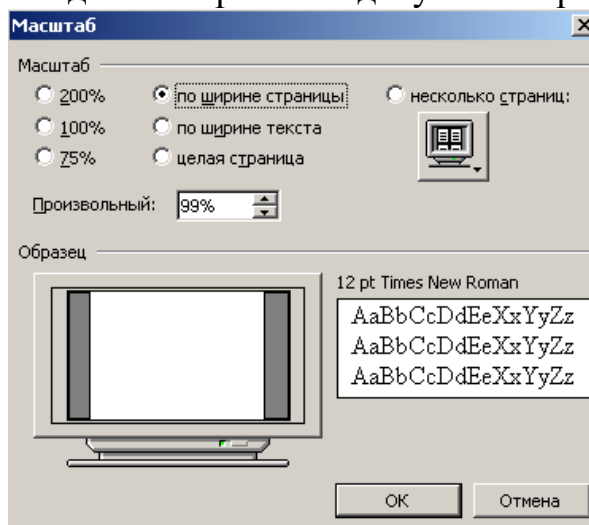 Масштаб
Масштаб
200% по ширине страницы несколько страниц:
100% по ширине текста
75% целая страница
Произвольный: 99%
Образец
12 pt Times New Roman
AaBbCcDdEeXxYyZz
AaBbCcDdEeXxYyZz
AaBbCcDdEeXxYyZz
ОК Отмена